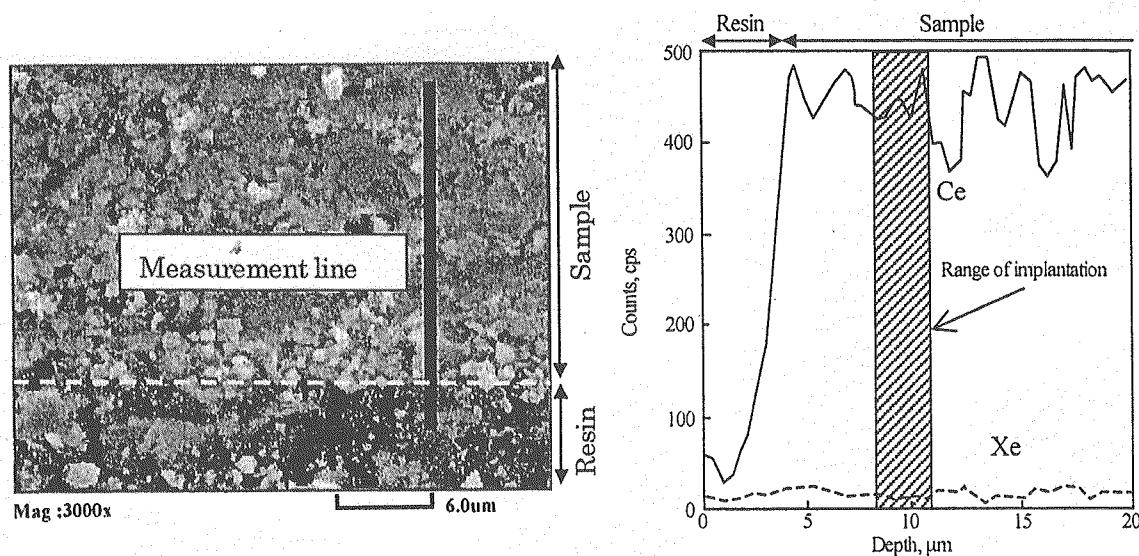 Measurement line
Sample
Resin
Mag :3000x
6.0um
Resin
Sample
500
400
300
200
100
0
Counts, cps
Ce
Range of implantation
Xe
0
5
10
15
20
Depth, μm